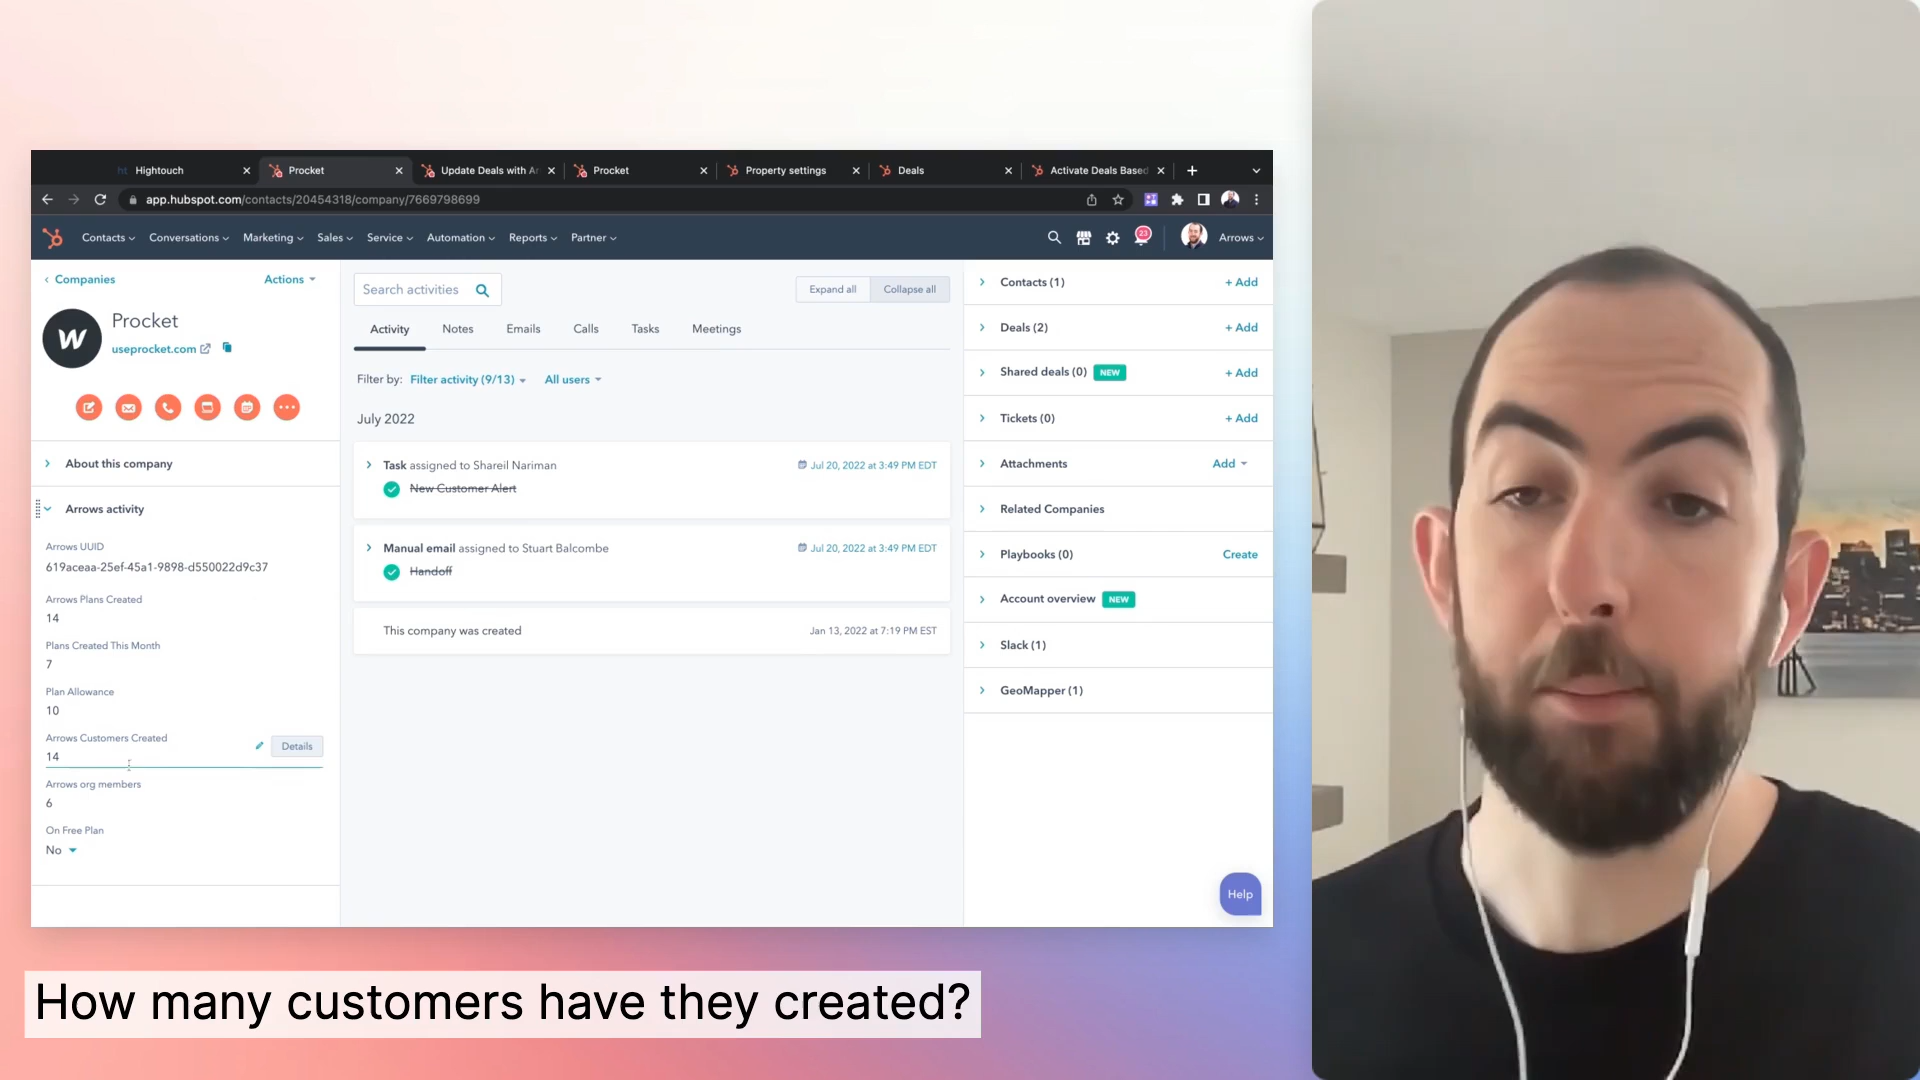 Hightouch
Procket
Update Deals with Ar
Procket
Property settings
Deals
Activate Deals Based
app.hubspot.com/contacts/20454318/company/7669798699
Contacts
Conversations
Marketing
Sales
Service
Automation
Reports
Partner
23
Arrows
Companies
Actions
W
Procket
useprocket.com
About this company
Arrows activity
Arrows UUID
619aceaa-25ef-45a1-9898-d550022d9c37
Arrows Plans Created
14
Plans Created This Month
7
Plan Allowance
10
Arrows Customers Created
14
Details
Arrows org members
6
On Free Plan
No
Search activities
Expand all
Collapse all
Activity
Notes
Emails
Calls
Tasks
Meetings
Filter by: Filter activity (9/13) All users
July 2022
Task assigned to Shareil Nariman
Jul 20, 2022 at 3:49 PM EDT
New Customer Alert
Manual email assigned to Stuart Balcombe
Jul 20, 2022 at 3:49 PM EDT
Handoff
This company was created
Jan 13, 2022 at 7:19 PM EST
Contacts (1)
+ Add
Deals (2)
+ Add
Shared deals (0) NEW
+ Add
Tickets (0)
+ Add
Attachments
Add
Related Companies
Playbooks (0)
Create
Account overview NEW
Slack (1)
GeoMapper (1)
Help
How many customers have they created?